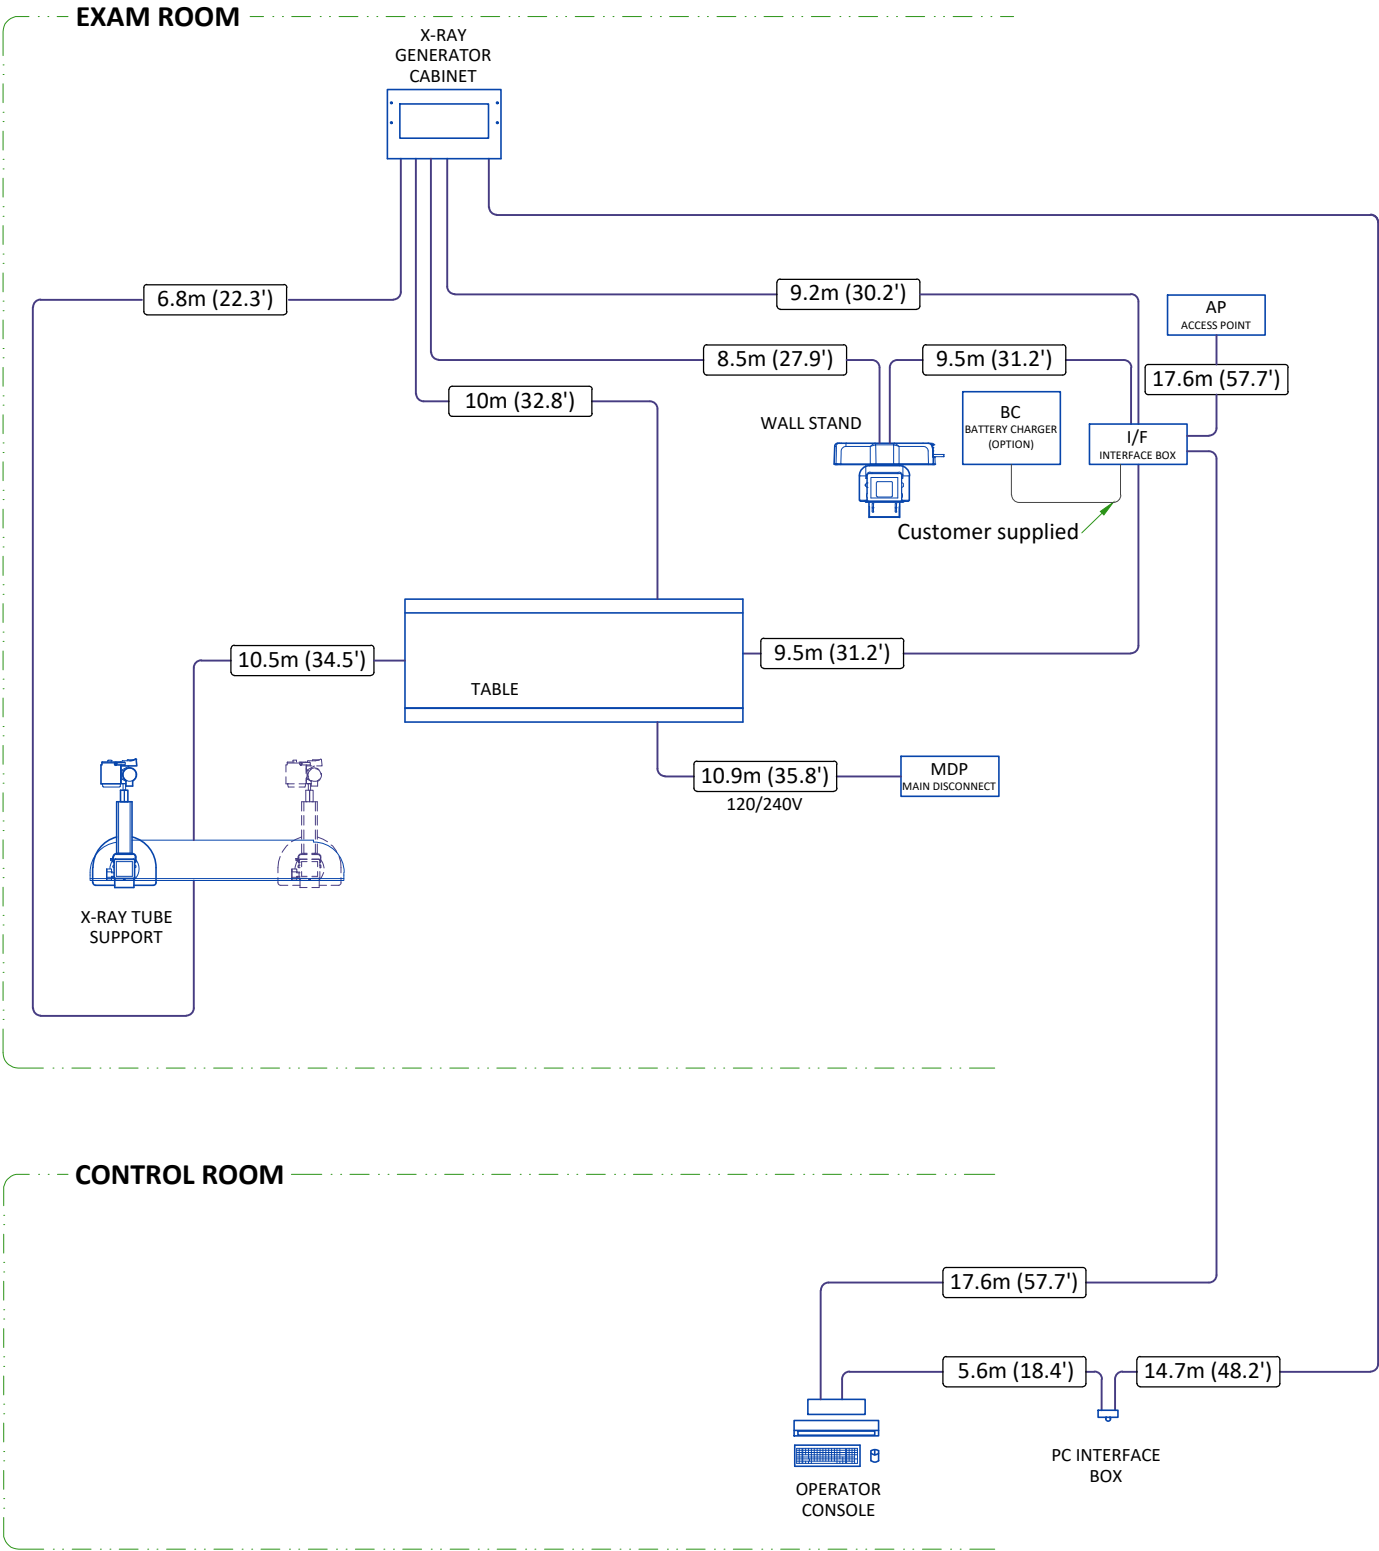 EXAM ROOM
X-RAY
GENERATOR
CABINET
6.8m (22.3')
9.2m (30.2')
AP
ACCESS POINT
8.5m (27.9')
9.5m (31.2')
17.6m (57.7')
10m (32.8')
WALL STAND
BC
BATTERY CHARGER
(OPTION)
I/F
INTERFACE BOX
Customer supplied
10.5m (34.5')
9.5m (31.2')
TABLE
10.9m (35.8')
120/240V
MDP
MAIN DISCONNECT
X-RAY TUBE
SUPPORT
CONTROL ROOM
17.6m (57.7')
5.6m (18.4')
14.7m (48.2')
PC INTERFACE
BOX
OPERATOR
CONSOLE